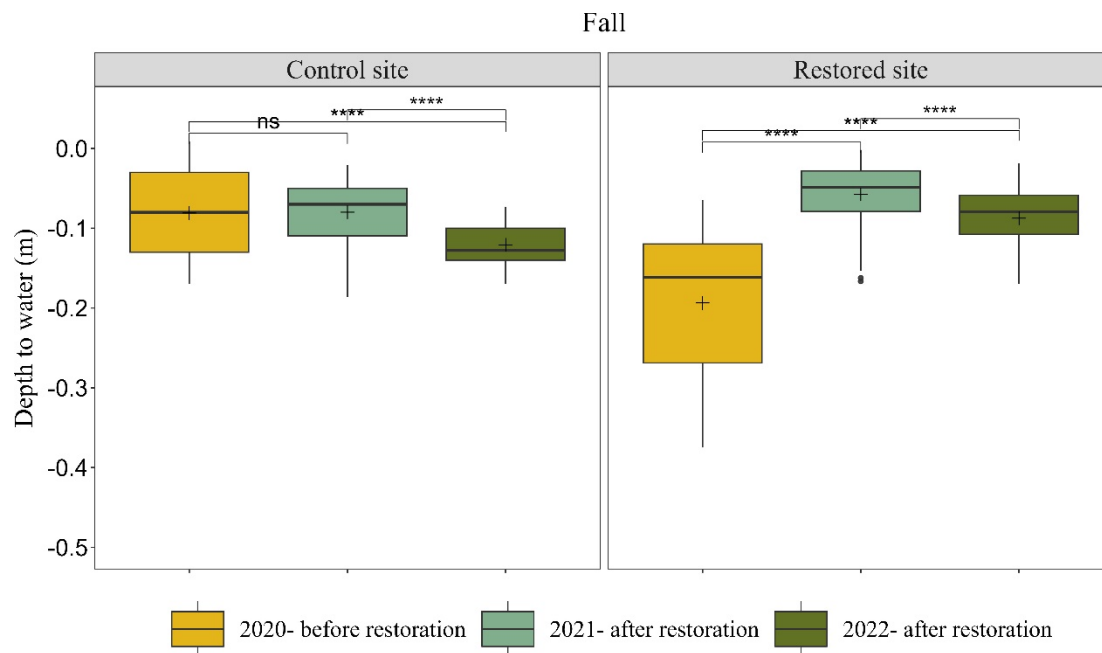 Fall
Control site
Restored site
****
****
ns
****
****
****
0.0
-0.1
-0.2
-0.3
-0.4
-0.5
Depth to water (m)
2020- before restoration
2021- after restoration
2022- after restoration